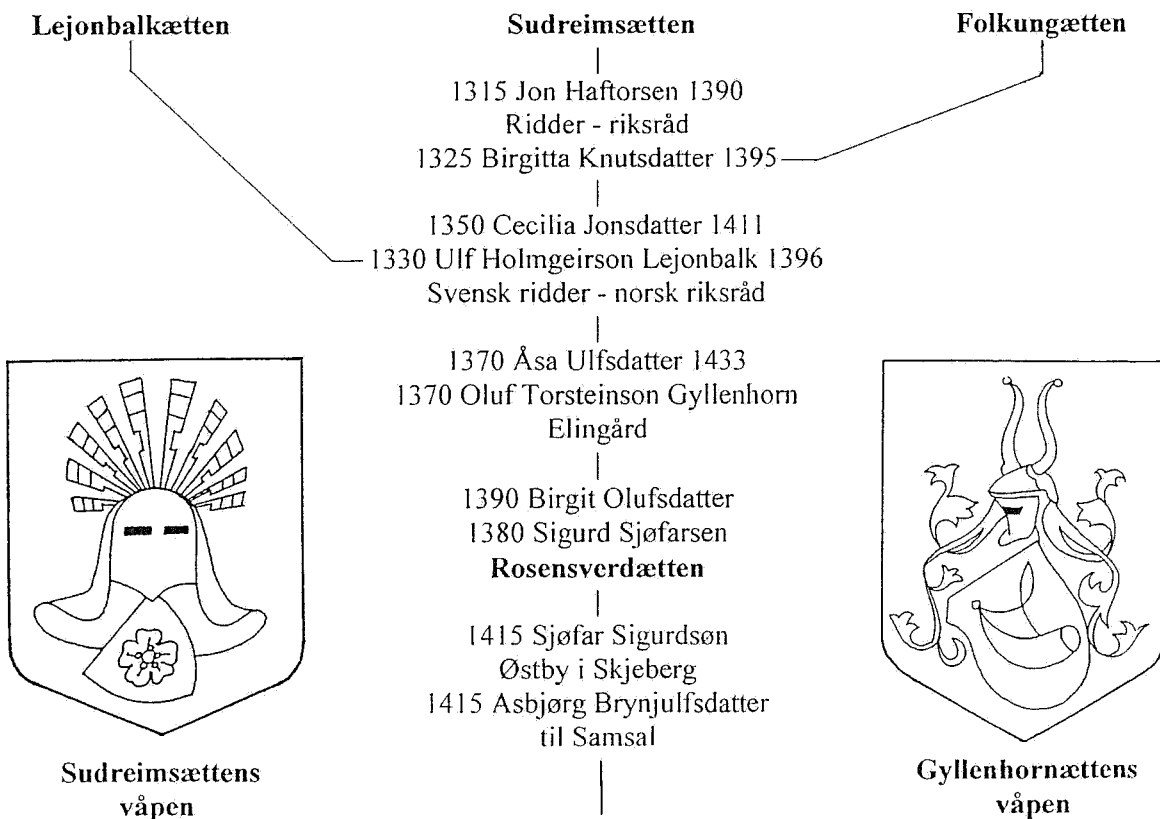 Lejonbalkætten
Sudreimsætten
Folkungætten
1315 Jon Haftorsen 1390
Ridder - riksråd
1325 Birgitta Knutsdatter 1395
1350 Cecilia Jonsdatter 1411
1330 Ulf Holmgeirson Lejonbalk 1396
Svensk ridder - norsk riksråd
1370 Åsa Ulfsdatter 1433
1370 Oluf Torsteinson Gyllenhorn
Elingård
1390 Birgit Olufsdatter
1380 Sigurd Sjøfarsen
Rosensverdætten
1415 Sjøfar Sigurdsøn
Østby i Skjeberg
1415 Asbjørg Brynjulfsdatter
til Samsal
Sudreimsættens
våpen
Gyllenhornættens
våpen